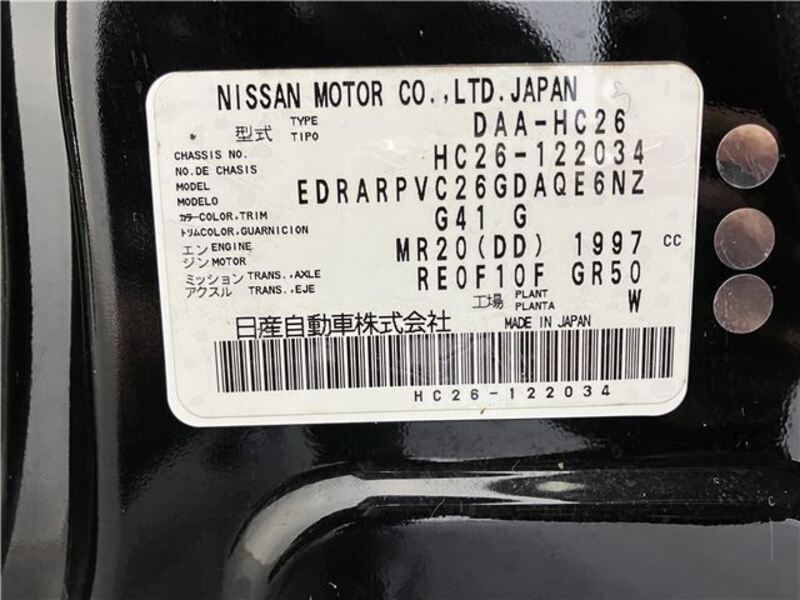 NISSAN MOTOR CO.,LTD.JAPAN
型式 TYPE TIPO DAA-HC26
CHASSIS NO. NO.DE CHASIS HC26-122034
MODEL MODELO EDRARPVC26GDAQE6NZ
カラー COLOR,TRIM トリム COLOR,GUARNICION G41 G
エンジン ENGINE MOTOR MR20(DD) 1997 CC
ミッション アクスル TRANS.,AXLE TRANS.,EJE RE0F10F GR50
工場 PLANT PLANTA W
日産自動車株式会社 MADE IN JAPAN
HC26-122034